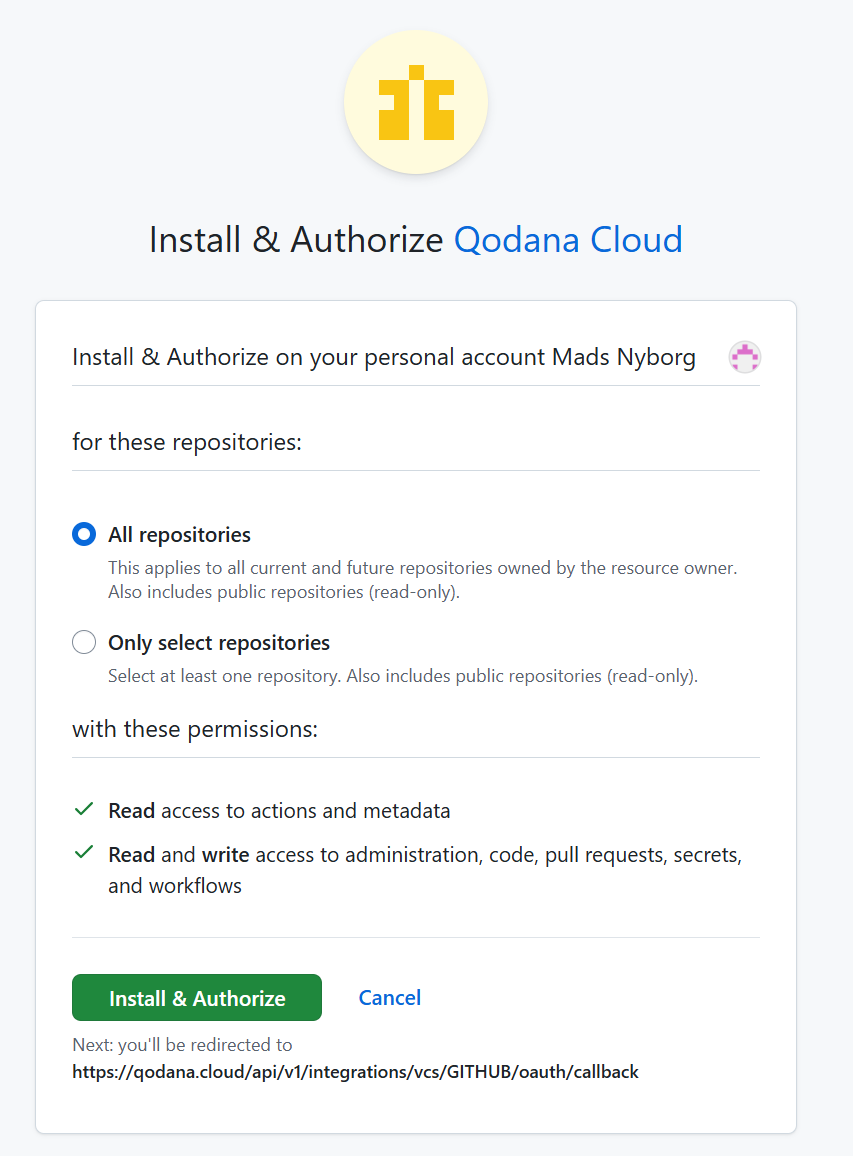 Install & Authorize Qodana Cloud
Install & Authorize on your personal account Mads Nyborg
for these repositories:
All repositories
This applies to all current and future repositories owned by the resource owner.
Also includes public repositories (read-only).
Only select repositories
Select at least one repository. Also includes public repositories (read-only).
with these permissions:
Read access to actions and metadata
Read and write access to administration, code, pull requests, secrets,
and workflows
Install & Authorize
Cancel
Next: you'll be redirected to
https://qodana.cloud/api/v1/integrations/vcs/GITHUB/oauth/callback